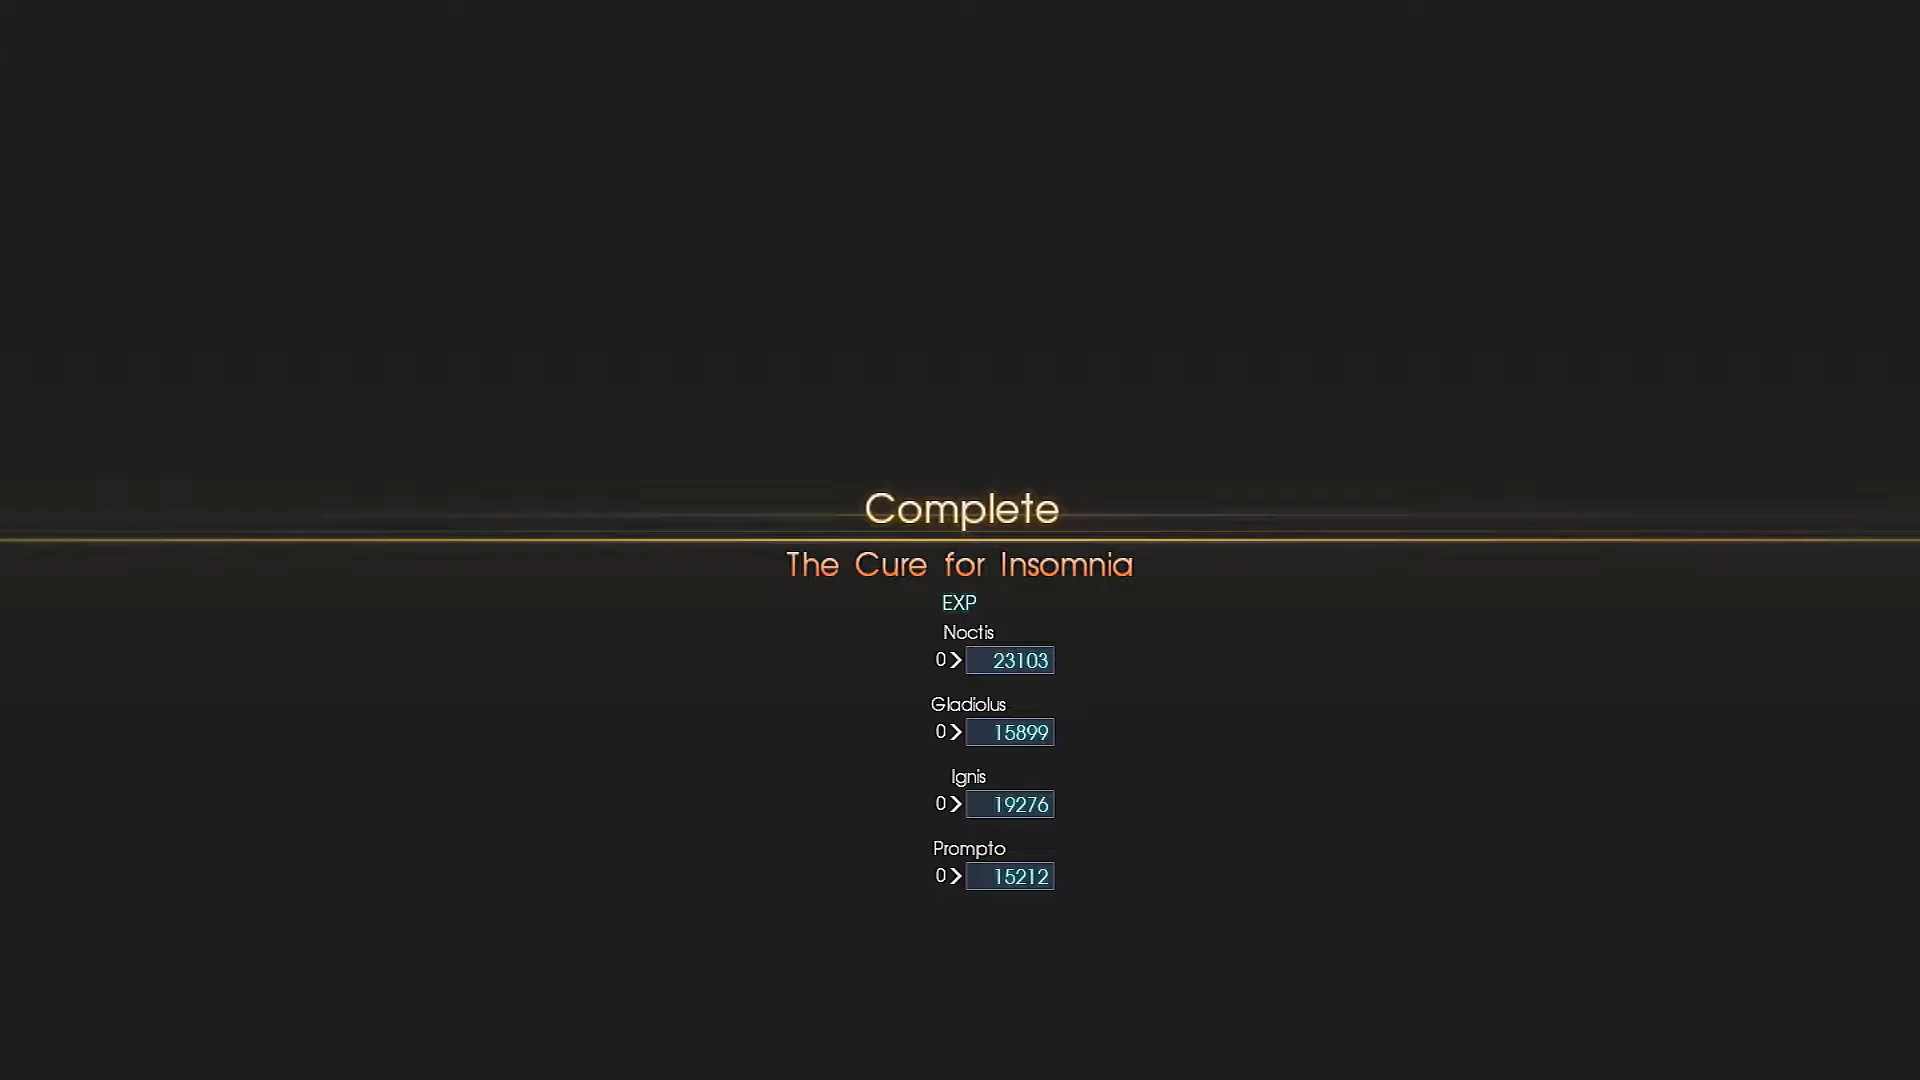 Complete
The Cure for Insomnia
EXP
Noctis
0 > 23103
Gladiolus
0 > 15899
Ignis
0 > 19276
Prompto
0 > 15212